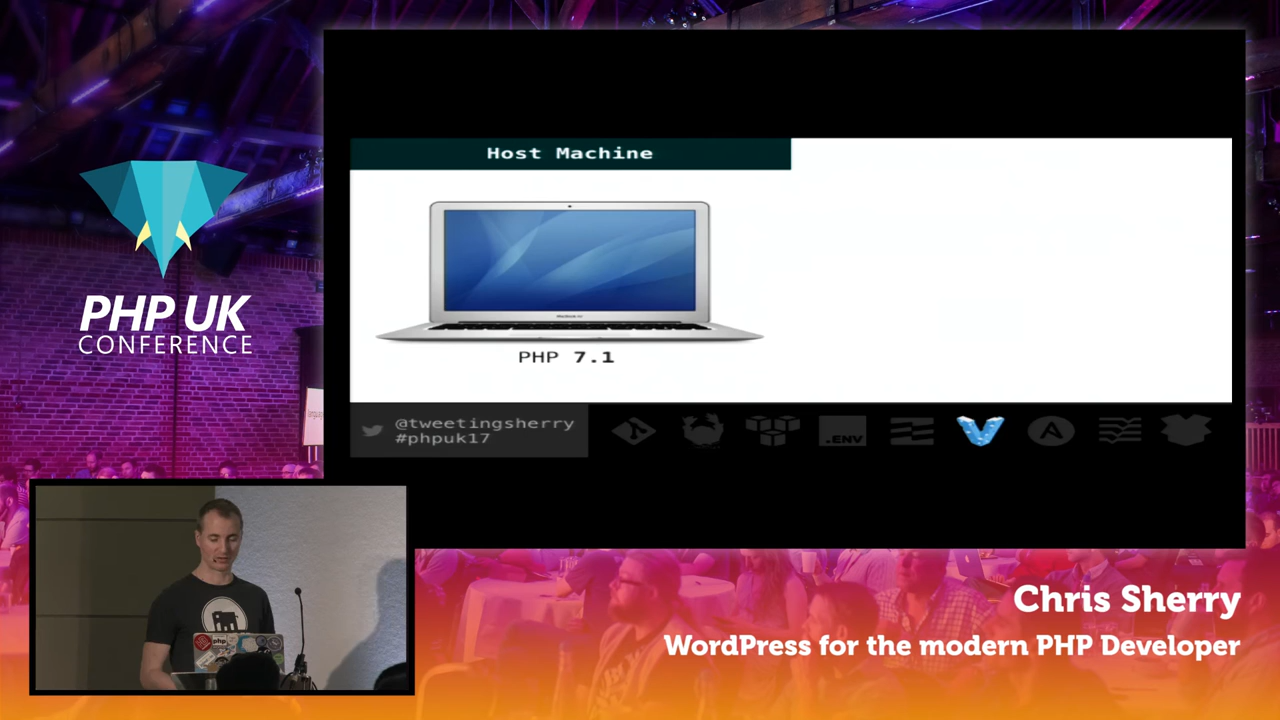 Host Machine
PHP 7.1
@tweetingsherry
#phpuk17
.ENV
PHP UK
CONFERENCE
php
Chris Sherry
WordPress for the modern PHP Developer